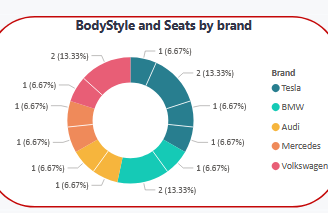 BodyStyle and Seats by brand
1 (6.67%)
2 (13.33%)
1 (6.67%)
1 (6.67%)
1 (6.67%)
2 (13.33%)
1 (6.67%)
1 (6.67%)
1 (6.67%)
1 (6.67%)
1 (6.67%)
2 (13.33%)
Brand
Tesla
BMW
Audi
Mercedes
Volkswagen